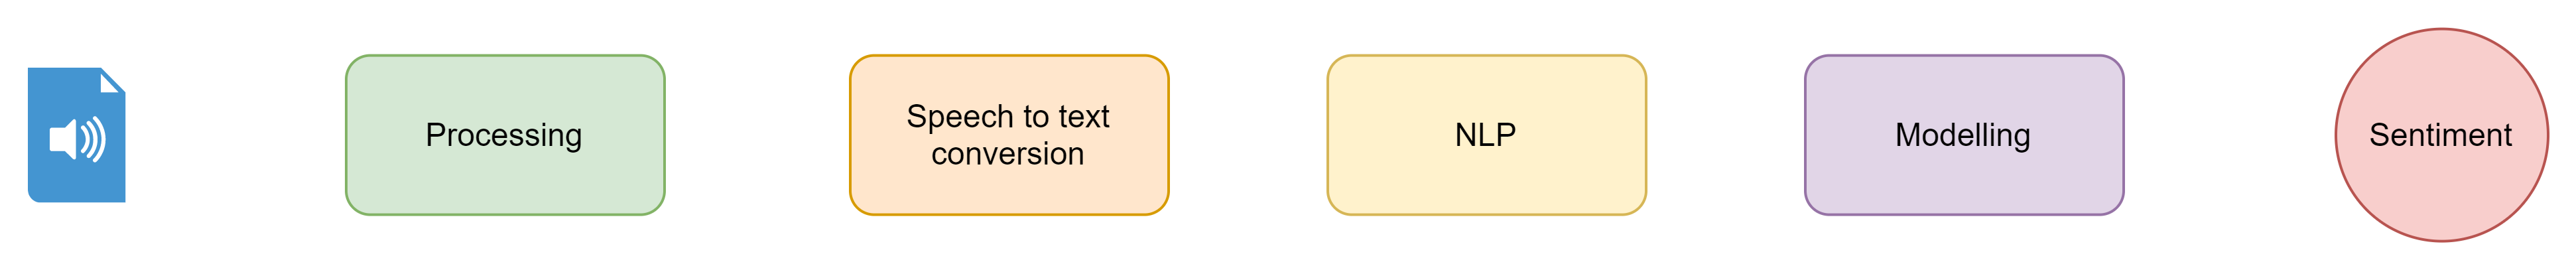 Processing
Speech to text
conversion
NLP
Modelling
Sentiment